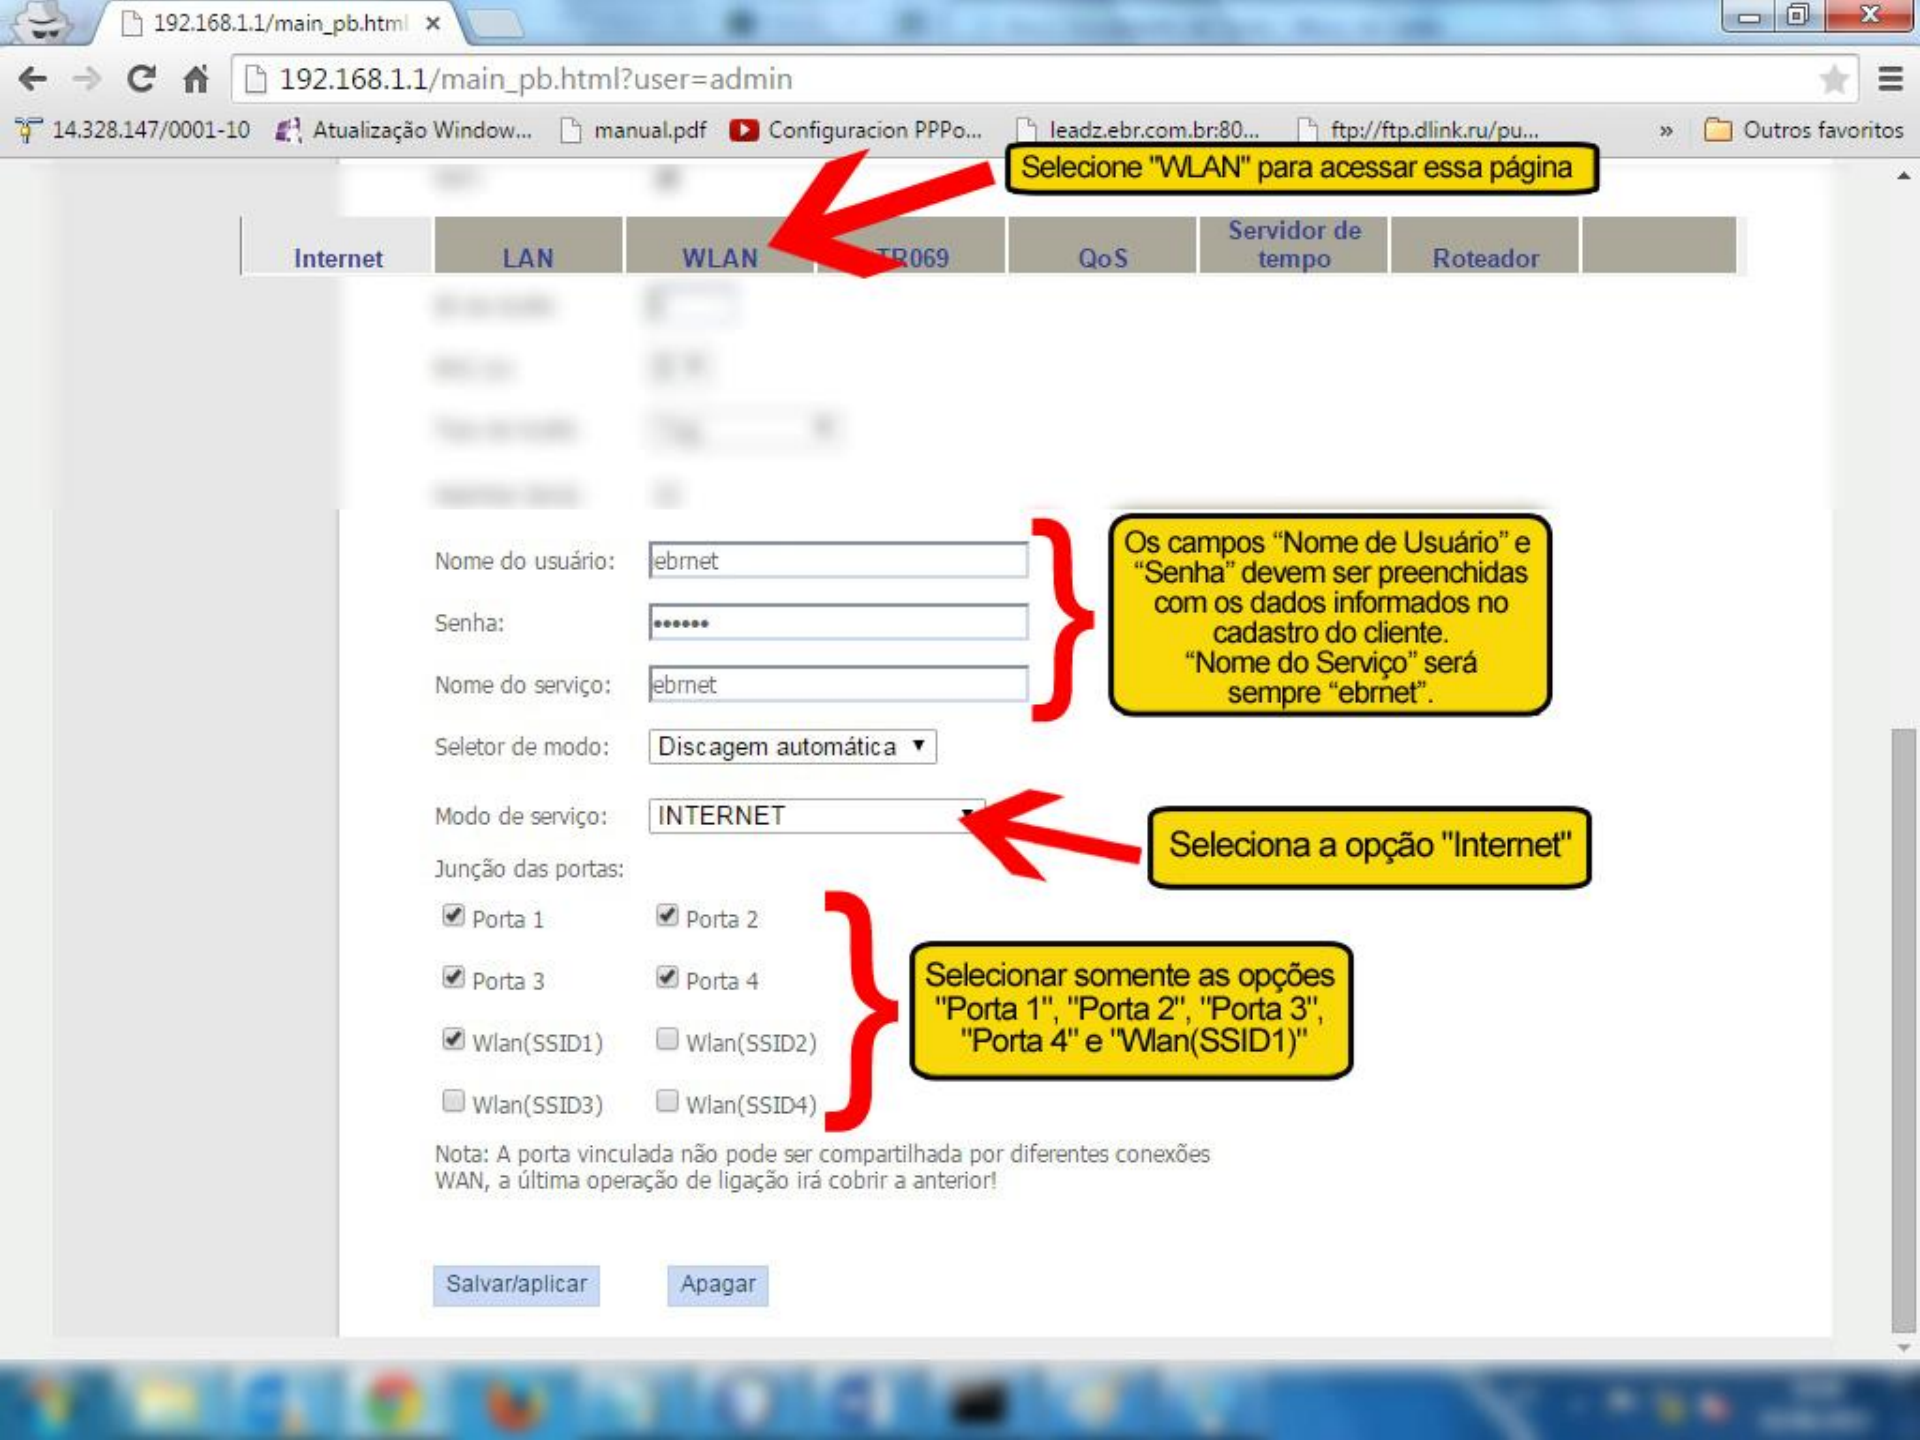 192.168.1.1/main_pb.html
192.168.1.1/main_pb.html?user=admin
14.328.147/0001-10 Atualização Window... manual.pdf Configuracion PPPo... leadz.ebr.com.br:80... ftp://ftp.dlink.ru/pu... » Outros favoritos
Selecione "WLAN" para acessar essa página
Internet LAN WLAN TR069 QoS Servidor de tempo Roteador
Nome do usuário: ebrnet
Senha: ••••••
Nome do serviço: ebrnet
Os campos “Nome de Usuário” e
“Senha” devem ser preenchidas
com os dados informados no
cadastro do cliente.
“Nome do Serviço” será
sempre “ebrnet”.
Seletor de modo: Discagem automática
Modo de serviço: INTERNET
Seleciona a opção "Internet"
Junção das portas:
Porta 1 Porta 2
Porta 3 Porta 4
Wlan(SSID1) Wlan(SSID2)
Wlan(SSID3) Wlan(SSID4)
Selecionar somente as opções
"Porta 1", "Porta 2", "Porta 3",
"Porta 4" e "Wlan(SSID1)"
Nota: A porta vinculada não pode ser compartilhada por diferentes conexões
WAN, a última operação de ligação irá cobrir a anterior!
Salvar/aplicar Apagar